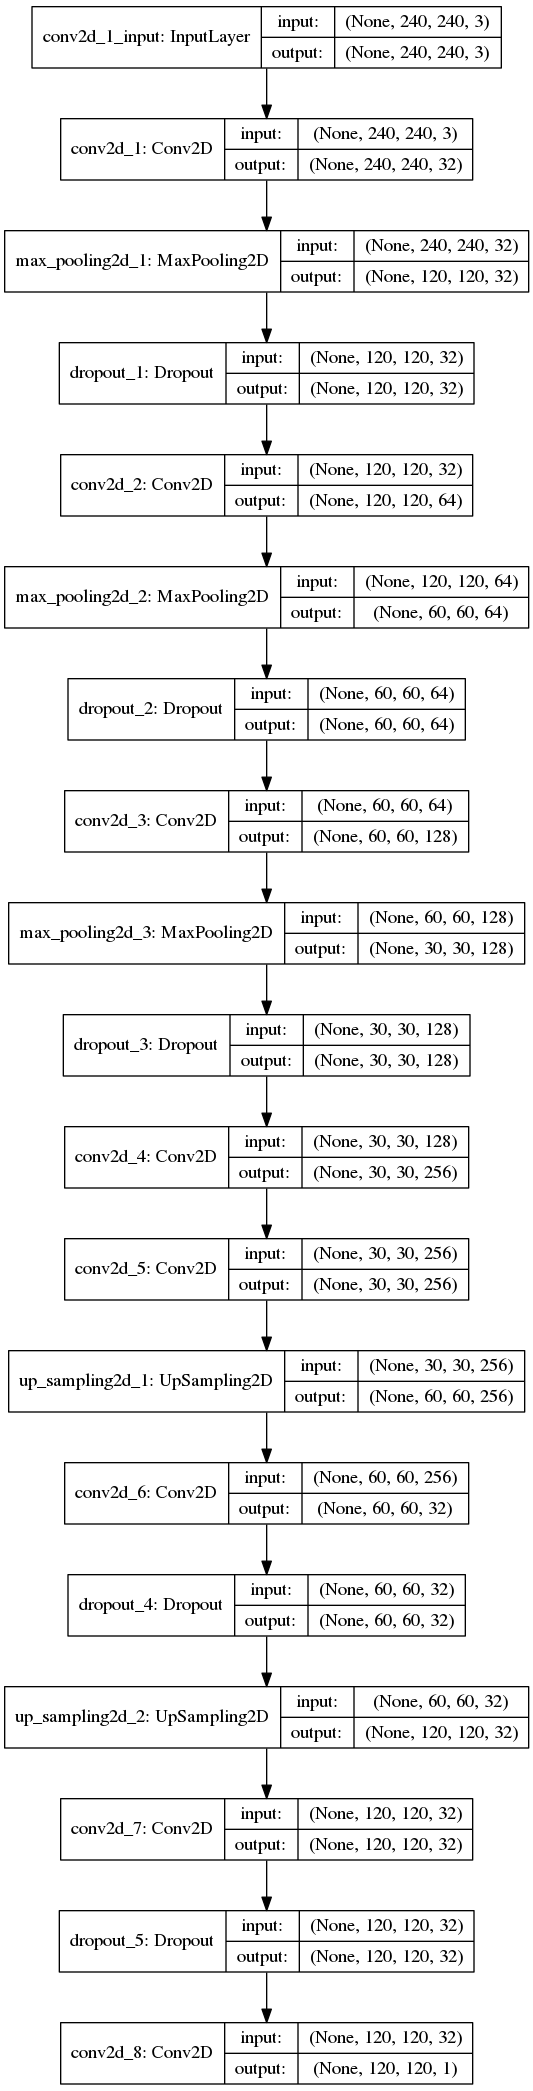 conv2d_1_input: InputLayer
input: (None, 240, 240, 3)
output: (None, 240, 240, 3)
conv2d_1: Conv2D
input: (None, 240, 240, 3)
output: (None, 240, 240, 32)
max_pooling2d_1: MaxPooling2D
input: (None, 240, 240, 32)
output: (None, 120, 120, 32)
dropout_1: Dropout
input: (None, 120, 120, 32)
output: (None, 120, 120, 32)
conv2d_2: Conv2D
input: (None, 120, 120, 32)
output: (None, 120, 120, 64)
max_pooling2d_2: MaxPooling2D
input: (None, 120, 120, 64)
output: (None, 60, 60, 64)
dropout_2: Dropout
input: (None, 60, 60, 64)
output: (None, 60, 60, 64)
conv2d_3: Conv2D
input: (None, 60, 60, 64)
output: (None, 60, 60, 128)
max_pooling2d_3: MaxPooling2D
input: (None, 60, 60, 128)
output: (None, 30, 30, 128)
dropout_3: Dropout
input: (None, 30, 30, 128)
output: (None, 30, 30, 128)
conv2d_4: Conv2D
input: (None, 30, 30, 128)
output: (None, 30, 30, 256)
conv2d_5: Conv2D
input: (None, 30, 30, 256)
output: (None, 30, 30, 256)
up_sampling2d_1: UpSampling2D
input: (None, 30, 30, 256)
output: (None, 60, 60, 256)
conv2d_6: Conv2D
input: (None, 60, 60, 256)
output: (None, 60, 60, 32)
dropout_4: Dropout
input: (None, 60, 60, 32)
output: (None, 60, 60, 32)
up_sampling2d_2: UpSampling2D
input: (None, 60, 60, 32)
output: (None, 120, 120, 32)
conv2d_7: Conv2D
input: (None, 120, 120, 32)
output: (None, 120, 120, 32)
dropout_5: Dropout
input: (None, 120, 120, 32)
output: (None, 120, 120, 32)
conv2d_8: Conv2D
input: (None, 120, 120, 32)
output: (None, 120, 120, 1)